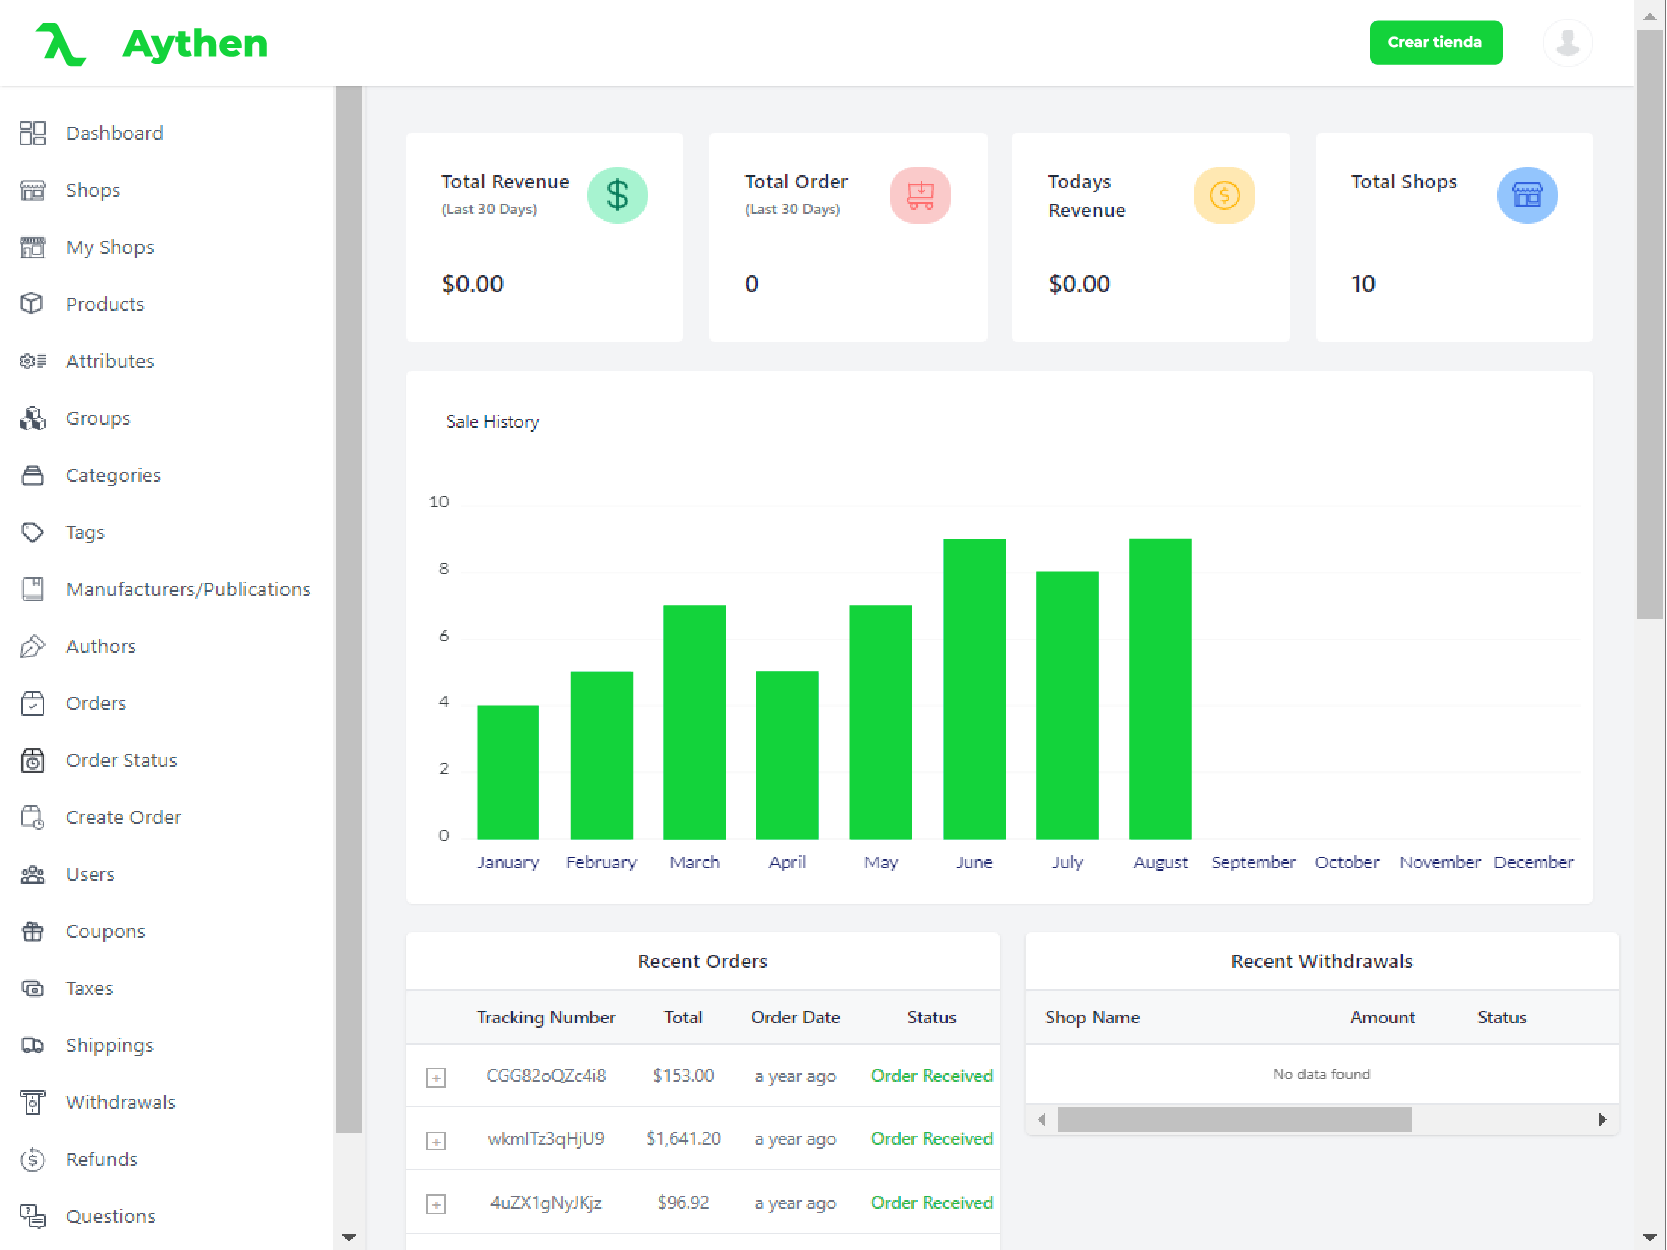 Aythen
Crear tienda
Dashboard
Shops
My Shops
Products
Attributes
Groups
Categories
Tags
Manufacturers/Publications
Authors
Orders
Order Status
Create Order
Users
Coupons
Taxes
Shippings
Withdrawals
Refunds
Questions
Total Revenue
(Last 30 Days)
$0.00
Total Order
(Last 30 Days)
0
Todays
Revenue
$0.00
Total Shops
10
Sale History
10
8
6
4
2
0
January February March April May June July August September October November December
Recent Orders
Tracking Number Total Order Date Status
CGG82oQZc4i8 $153.00 a year ago Order Received
wkmITz3qHjU9 $1,641.20 a year ago Order Received
4uZX1gNyJKjz $96.92 a year ago Order Received
Recent Withdrawals
Shop Name Amount Status
No data found